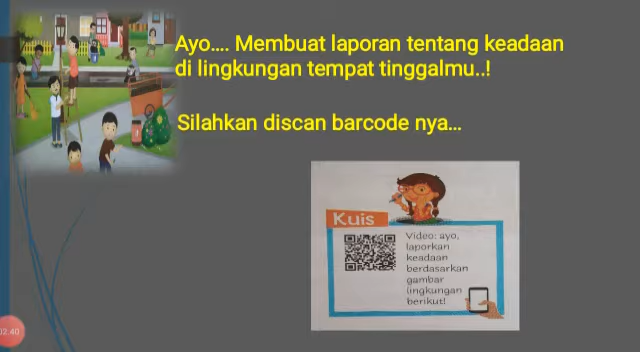 Ayo.... Membuat laporan tentang keadaan
di lingkungan tempat tinggalmu..!
Silahkan discan barcode nya...
Kuis
Video: ayo,
laporkan
keadaan
berdasarkan
gambar
lingkungan
berikut!
02.40